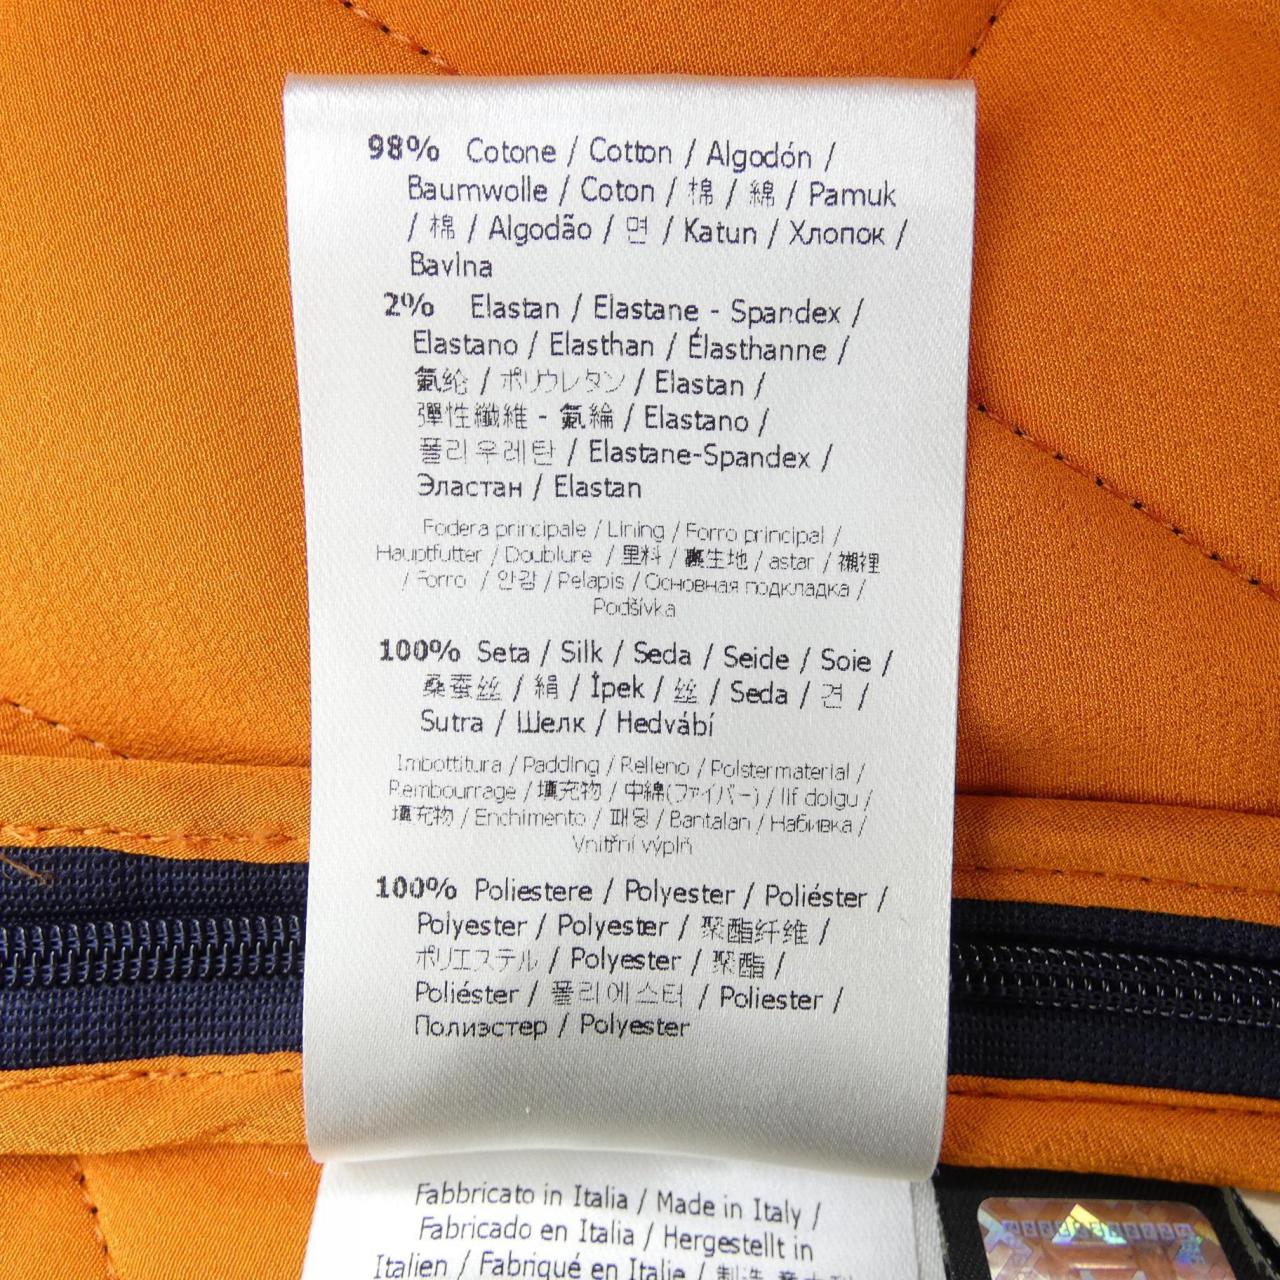 98% Cotone / Cotton / Algodón /
Baumwolle / Coton / 棉 / 綿 / Pamuk
/ 棉 / Algodão / 면 / Katun / Хлопок /
Bavlna
2% Elastan / Elastane - Spandex /
Elastano / Elasthan / Élasthanne /
氨纶 / ポリウレタン / Elastan /
彈性纖維 - 氨綸 / Elastano /
폴리우레탄 / Elastane-Spandex /
Эластан / Elastan
Fodera principale / Lining / Forro principal /
Hauptfutter / Doublure / 里料 / 裏生地 / astar / 襯裡
/ Forro / 안감 / Pelapis / Основная подкладка /
Podšívka
100% Seta / Silk / Seda / Seide / Soie /
桑蚕丝 / 絹 / İpek / 丝 / Seda / 견 /
Sutra / Шелк / Hedvábí
Imbottitura / Padding / Relleno / Polstermaterial /
Rembourrage / 填充物 / 中綿(ファイバー) / lif dolgu /
填充物 / Enchimento / 패딩 / Bantalan / Набивка /
Vnitřní výplň
100% Poliestere / Polyester / Poliéster /
Polyester / Polyester / 聚酯纤维 /
ポリエステル / Polyester / 聚酯 /
Poliéster / 폴리에스터 / Poliester /
Полиэстер / Polyester
Fabbricato in Italia / Made in Italy /
Fabricado en Italia / Hergestellt in
Italien / Fabriqué en Italie /